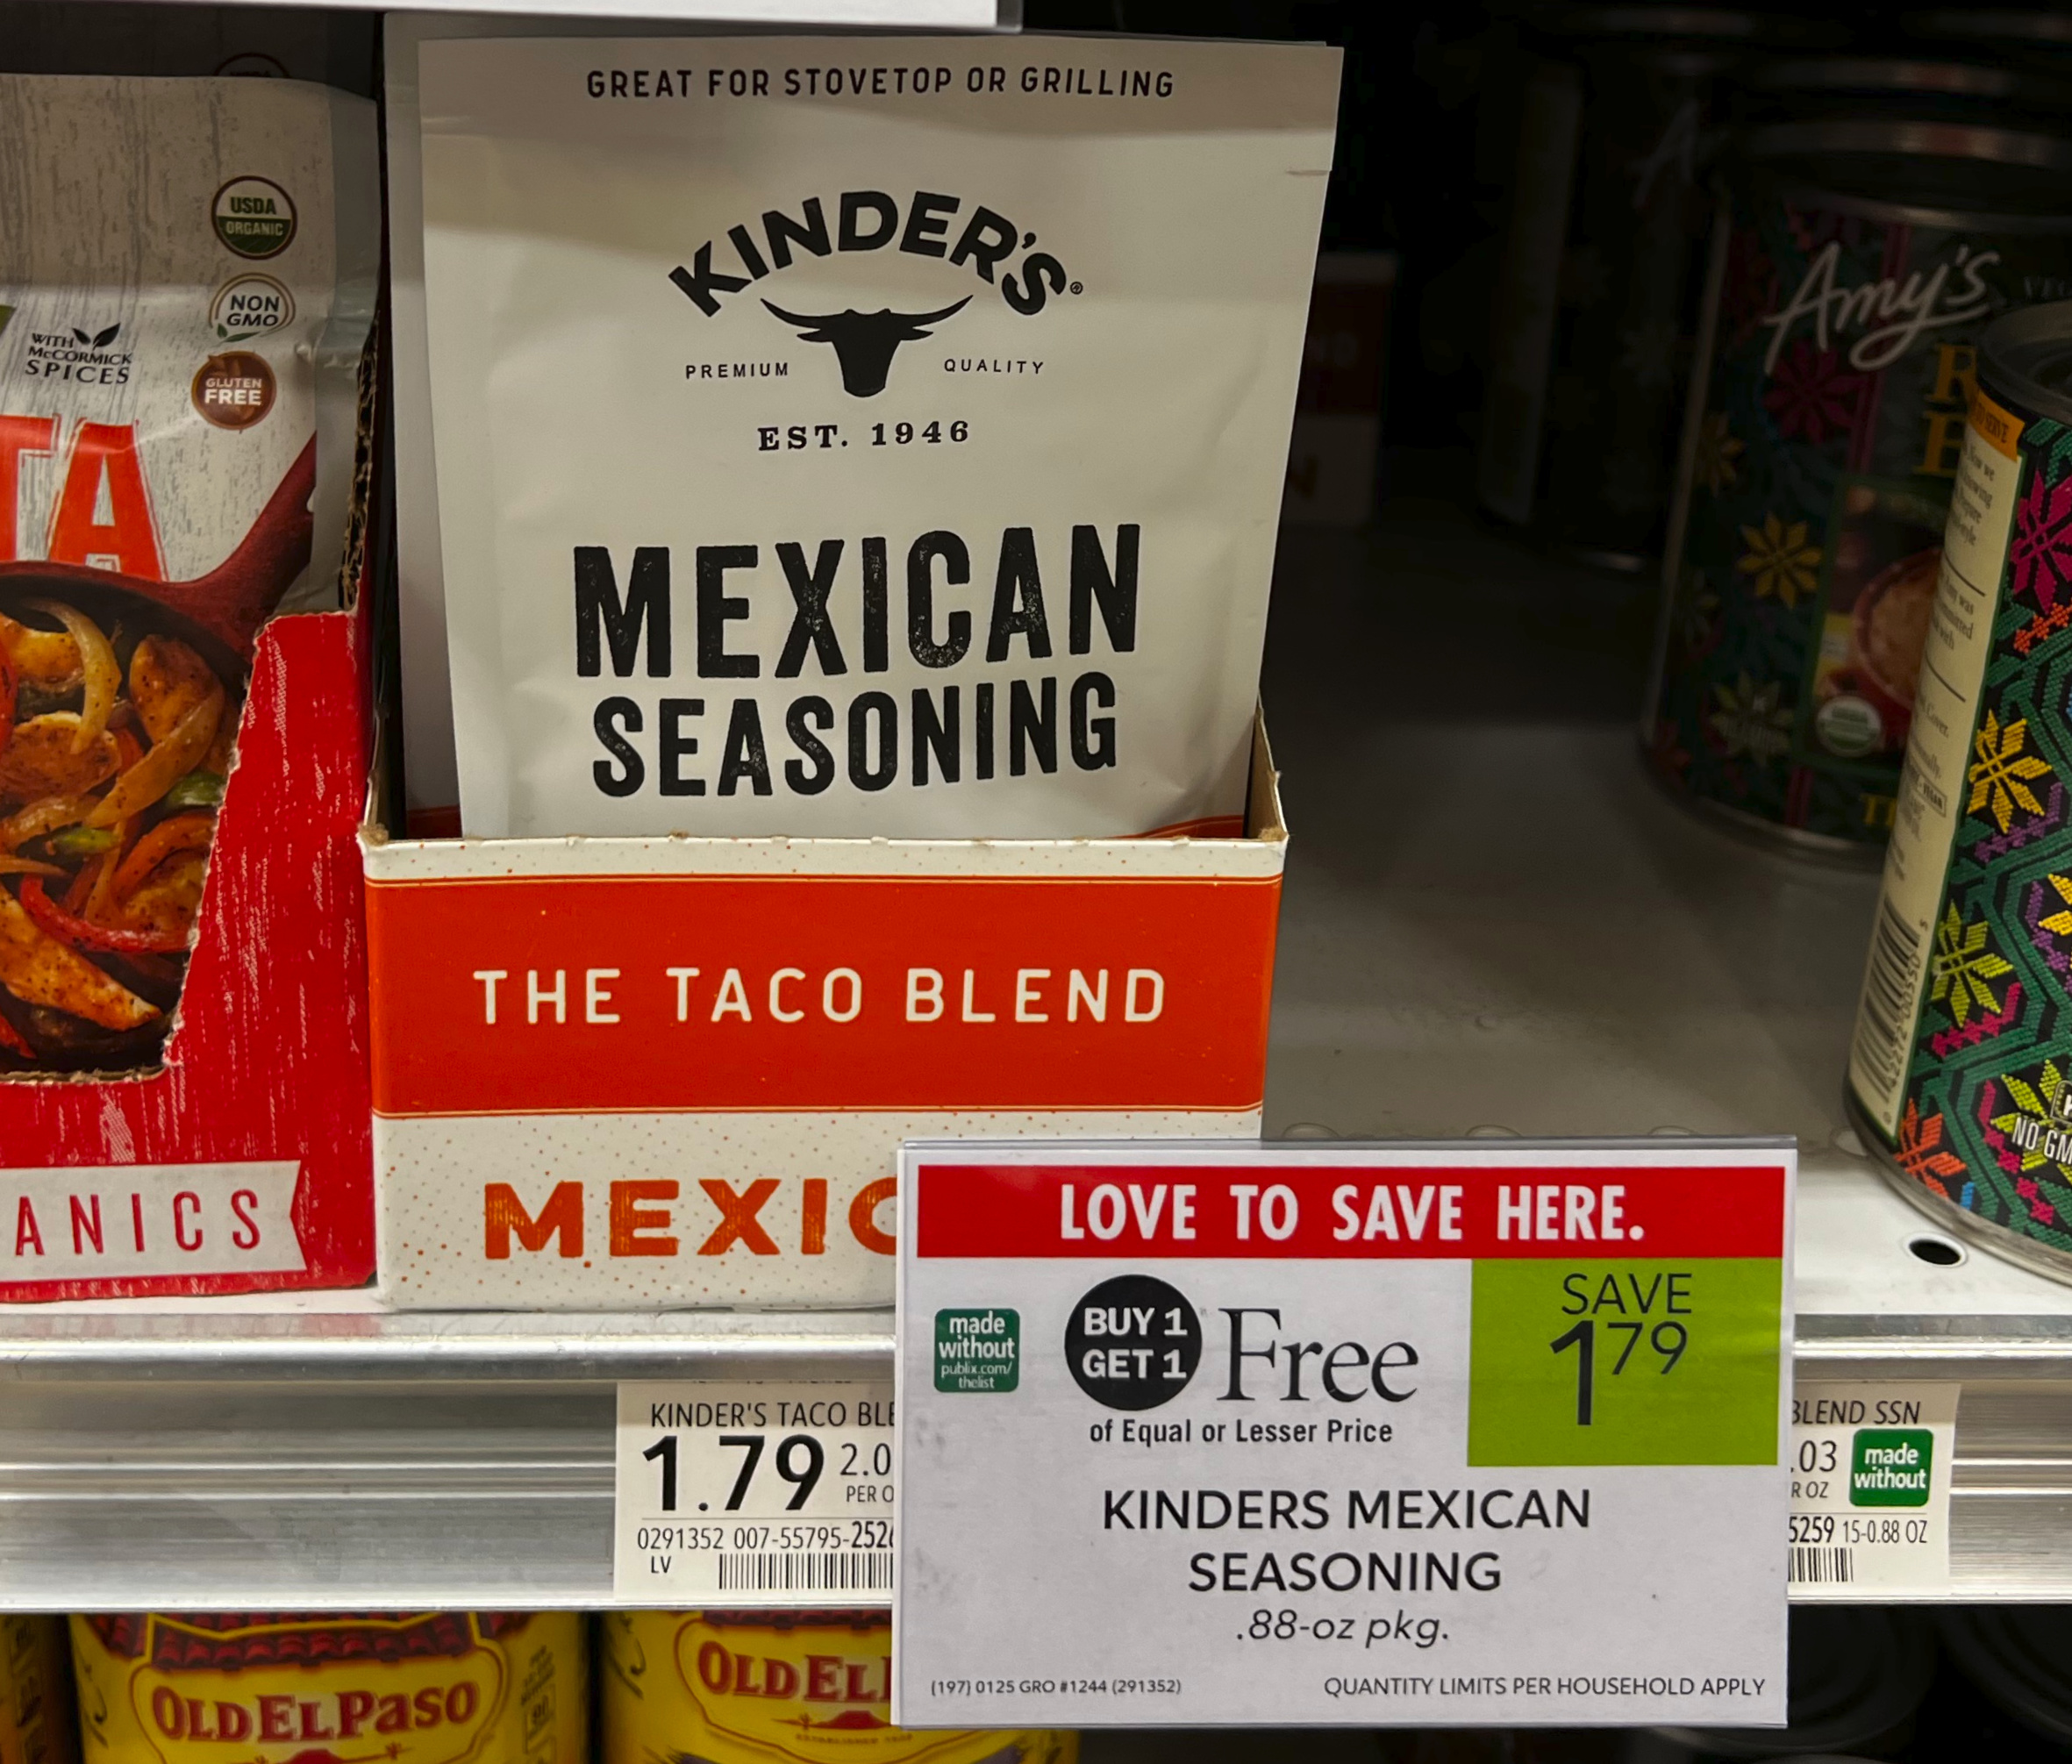 GREAT FOR STOVETOP OR GRILLING
KINDER'S®
PREMIUM QUALITY
EST. 1946
MEXICAN
SEASONING
THE TACO BLEND
MEXIC
USDA
ORGANIC
NON
GMO
GLUTEN
FREE
WITH
McCORMICK
SPICES
TA
ANICS
Amy's
NO GM
LOVE TO SAVE HERE.
made
without
publix.com/
thelist
BUY 1
GET 1
Free
of Equal or Lesser Price
SAVE
1 79
KINDERS MEXICAN
SEASONING
.88-oz pkg.
(197) 0125 GRO #1244 (291352)
QUANTITY LIMITS PER HOUSEHOLD APPLY
KINDER'S TACO BLE
1.79
2.0
PER O
0291352 007-55795-252
LV
BLEND SSN
.03
R OZ
made
without
5259 15-0.88 OZ
OLD EL PASO
OLD EL